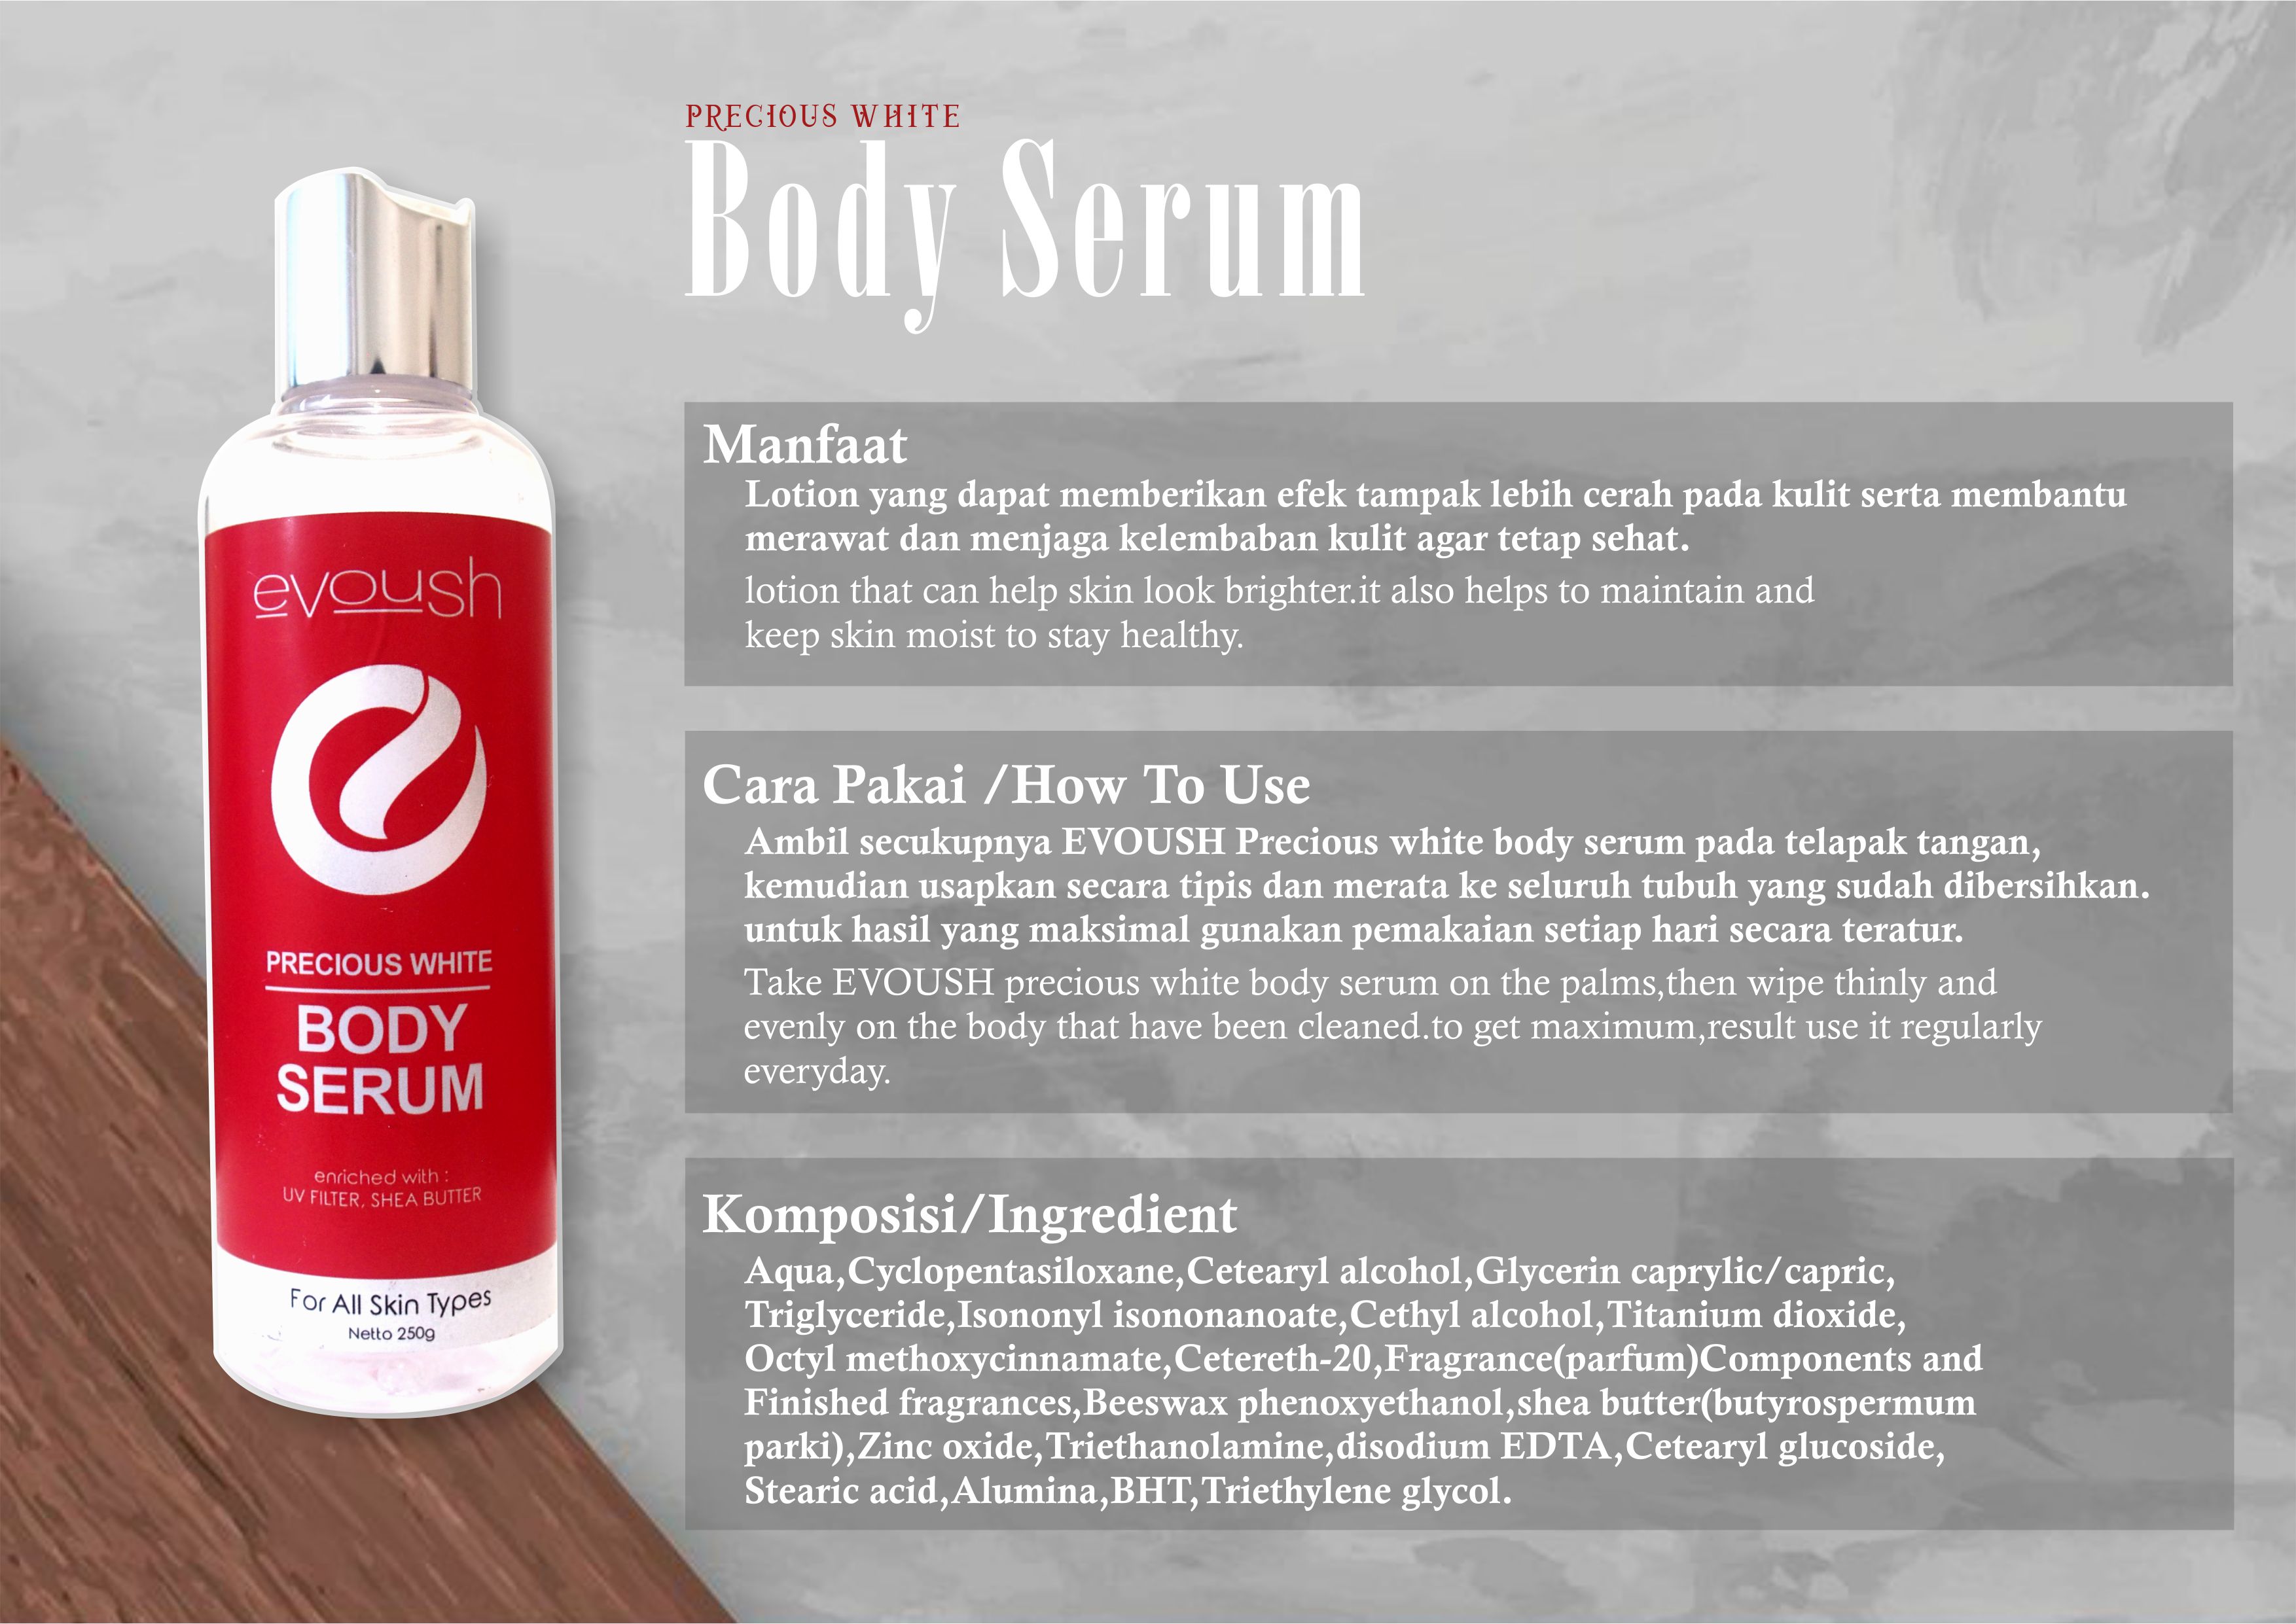 PRECIOUS WHITE
Body Serum
evoush
PRECIOUS WHITE
BODY
SERUM
enriched with :
UV FILTER, SHEA BUTTER
For All Skin Types
Netto 250g
Manfaat
Lotion yang dapat memberikan efek tampak lebih cerah pada kulit serta membantu
merawat dan menjaga kelembaban kulit agar tetap sehat.
lotion that can help skin look brighter.it also helps to maintain and
keep skin moist to stay healthy.
Cara Pakai /How To Use
Ambil secukupnya EVOUSH Precious white body serum pada telapak tangan,
kemudian usapkan secara tipis dan merata ke seluruh tubuh yang sudah dibersihkan.
untuk hasil yang maksimal gunakan pemakaian setiap hari secara teratur.
Take EVOUSH precious white body serum on the palms,then wipe thinly and
evenly on the body that have been cleaned.to get maximum,result use it regularly
everyday.
Komposisi/Ingredient
Aqua,Cyclopentasiloxane,Cetearyl alcohol,Glycerin caprylic/capric,
Triglyceride,Isononyl isononanoate,Cethyl alcohol,Titanium dioxide,
Octyl methoxycinnamate,Cetereth-20,Fragrance(parfum)Components and
Finished fragrances,Beeswax phenoxyethanol,shea butter(butyrospermum
parki),Zinc oxide,Triethanolamine,disodium EDTA,Cetearyl glucoside,
Stearic acid,Alumina,BHT,Triethylene glycol.